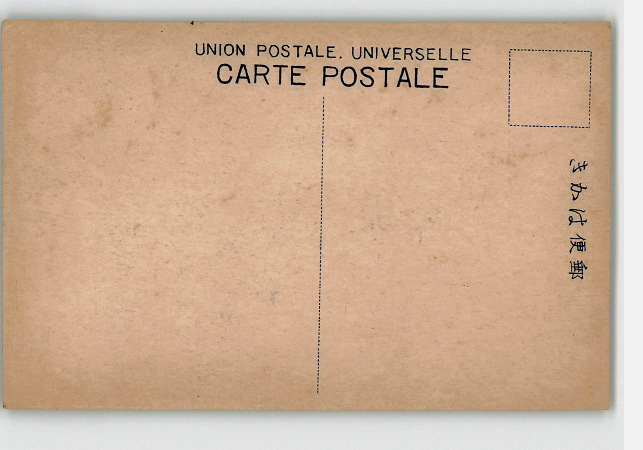 UNION POSTALE. UNIVERSELLE
CARTE POSTALE
郵便はかき